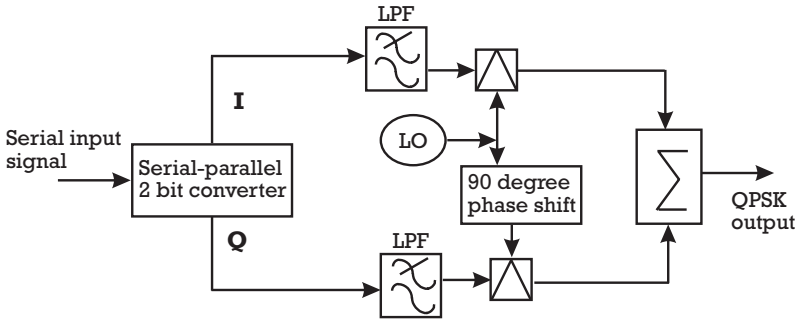 LPF
I
Serial input
signal
Serial-parallel
2 bit converter
LO
90 degree
phase shift
Σ
QPSK
output
Q
LPF